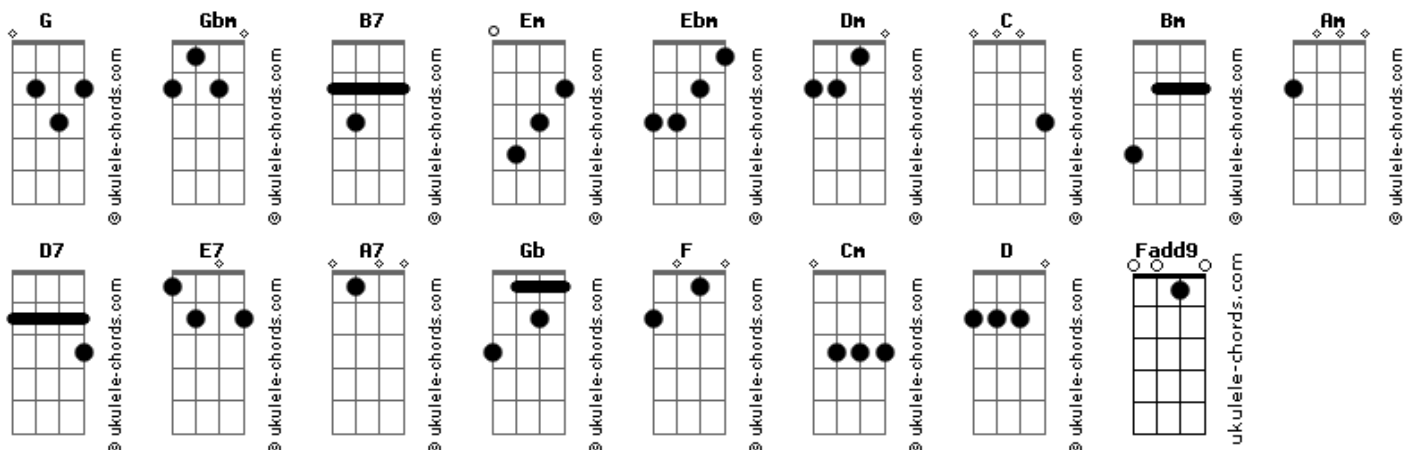 G Gbm B7 Em Ebm Dm C Bm Am
© ukulele-chords.com © ukulele-chords.com © ukulele-chords.com © ukulele-chords.com © ukulele-chords.com © ukulele-chords.com © ukulele-chords.com © ukulele-chords.com © ukulele-chords.com
D7 E7 A7 Gb F Cm D Fadd9
© ukulele-chords.com © ukulele-chords.com © ukulele-chords.com © ukulele-chords.com © ukulele-chords.com © ukulele-chords.com © ukulele-chords.com ukulele-chords.com